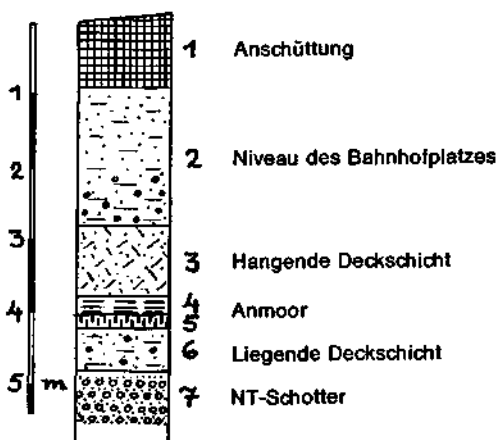 1 Anschüttung
1
2 Niveau des Bahnhofplatzes
2
3
3 Hangende Deckschicht
4 4 Anmoor
5
6 Liegende Deckschicht
5 m 7 NT-Schotter